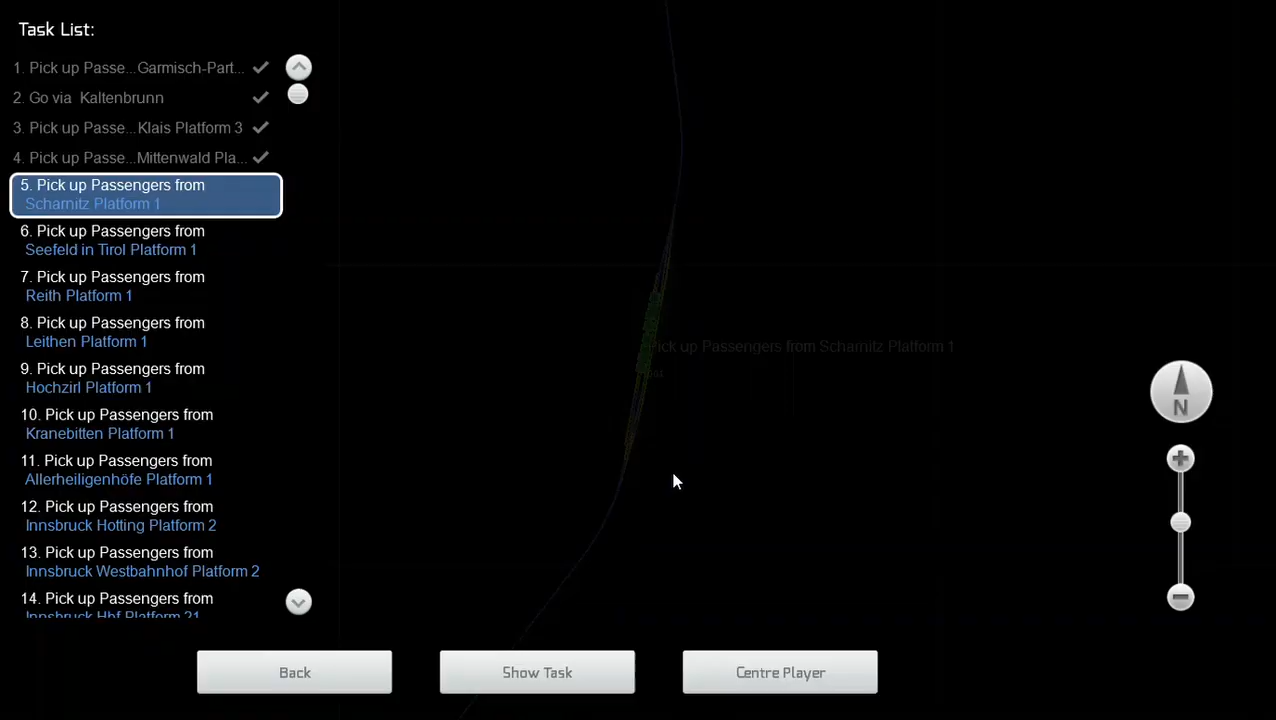 Task List:
1. Pick up Passe...Garmisch-Part...
2. Go via  Kaltenbrunn
3. Pick up Passe...Klais Platform 3
4. Pick up Passe...Mittenwald Pla...
5. Pick up Passengers from
Scharnitz Platform 1
6. Pick up Passengers from
Seefeld in Tirol Platform 1
7. Pick up Passengers from
Reith Platform 1
8. Pick up Passengers from
Leithen Platform 1
9. Pick up Passengers from
Hochzirl Platform 1
10. Pick up Passengers from
Kranebitten Platform 1
11. Pick up Passengers from
Allerheiligenhöfe Platform 1
12. Pick up Passengers from
Innsbruck Hotting Platform 2
13. Pick up Passengers from
Innsbruck Westbahnhof Platform 2
14. Pick up Passengers from
Innsbruck Hbf Platform 21
Pick up Passengers from Scharnitz Platform 1
N
Back
Show Task
Centre Player